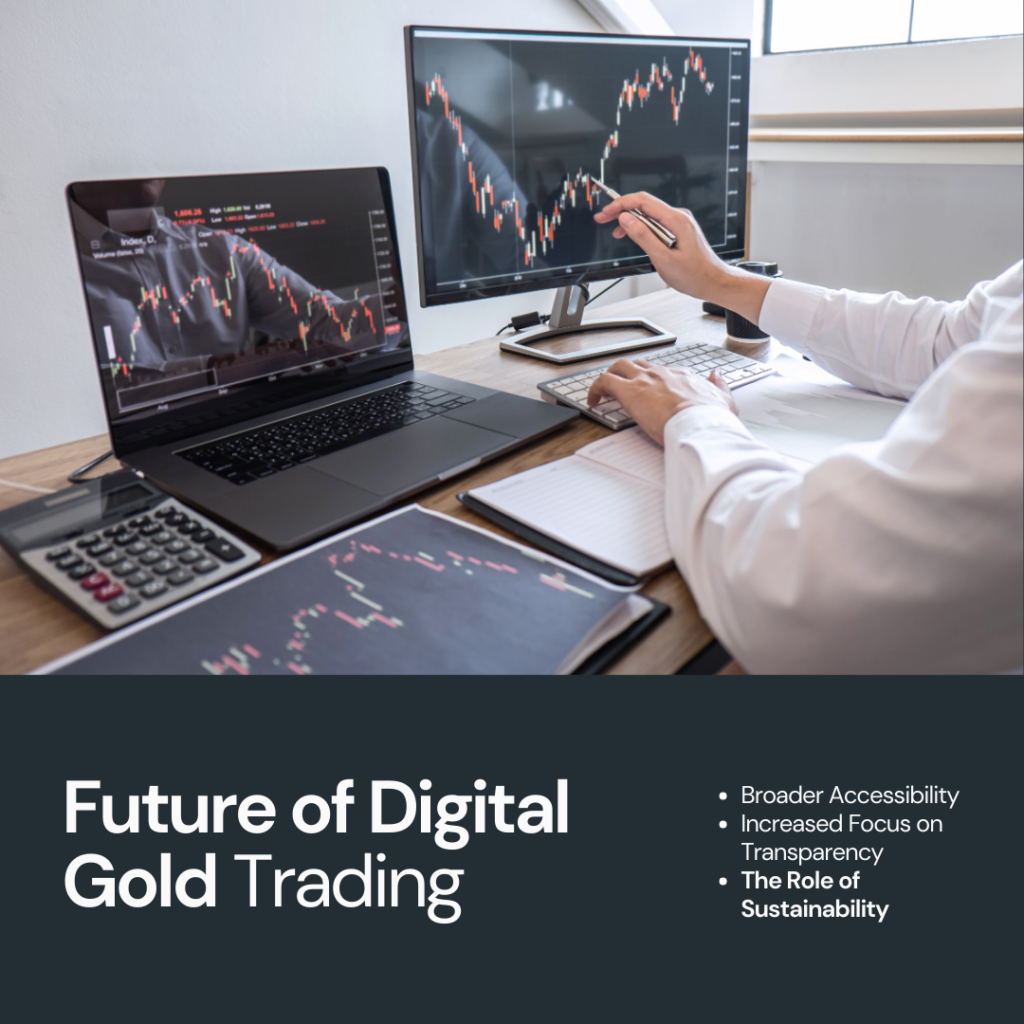 Index, D,
Future of Digital
Gold Trading
• Broader Accessibility
• Increased Focus on
Transparency
• The Role of
Sustainability